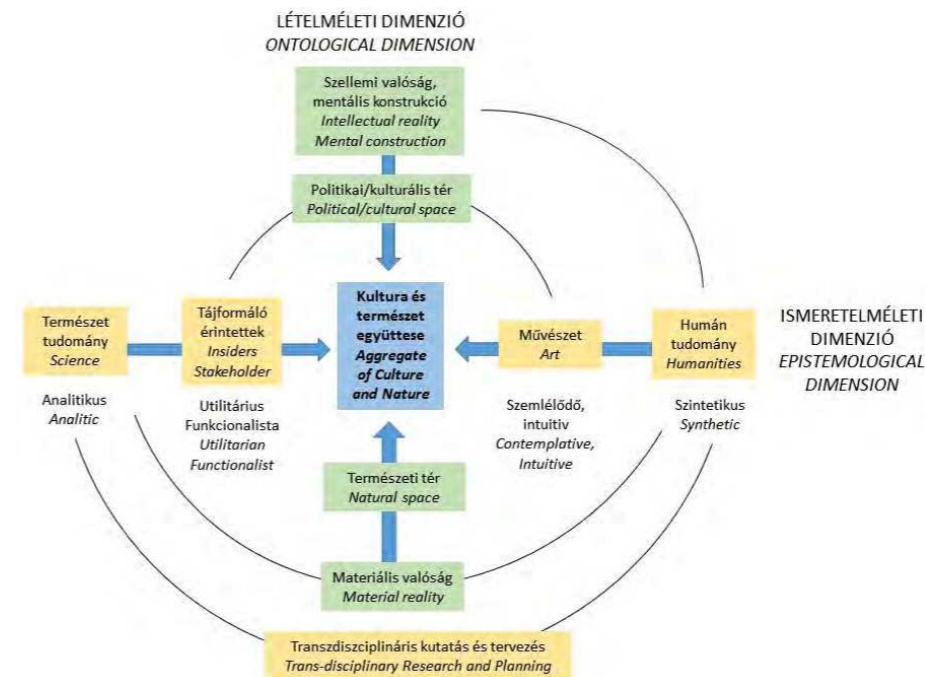 LÉTELMÉLETI DIMENZIÓ
ONTOLOGICAL DIMENSION
Szellemi valóság,
mentális konstrukció
Intellectual reality
Mental construction
Politikai/kulturális tér
Political/cultural space
Természet
tudomány
Science
Analitikus
Analitic
Tájformáló
érintettek
Insiders
Stakeholder
Utilitárius
Funkcionalista
Utilitarian
Functionalist
Kultura és
természet
együttese
Aggregate
of Culture
and Nature
Művészet
Art
Szemlélődő,
intuitiv
Contemplative,
Intuitive
Humán
tudomány
Humanities
Szintetikus
Synthetic
ISMERETELMÉLETI
DIMENZIÓ
EPISTEMOLOGICAL
DIMENSION
Természeti tér
Natural space
Materiális valóság
Material reality
Transzdiszciplináris kutatás és tervezés
Trans-disciplinary Research and Planning